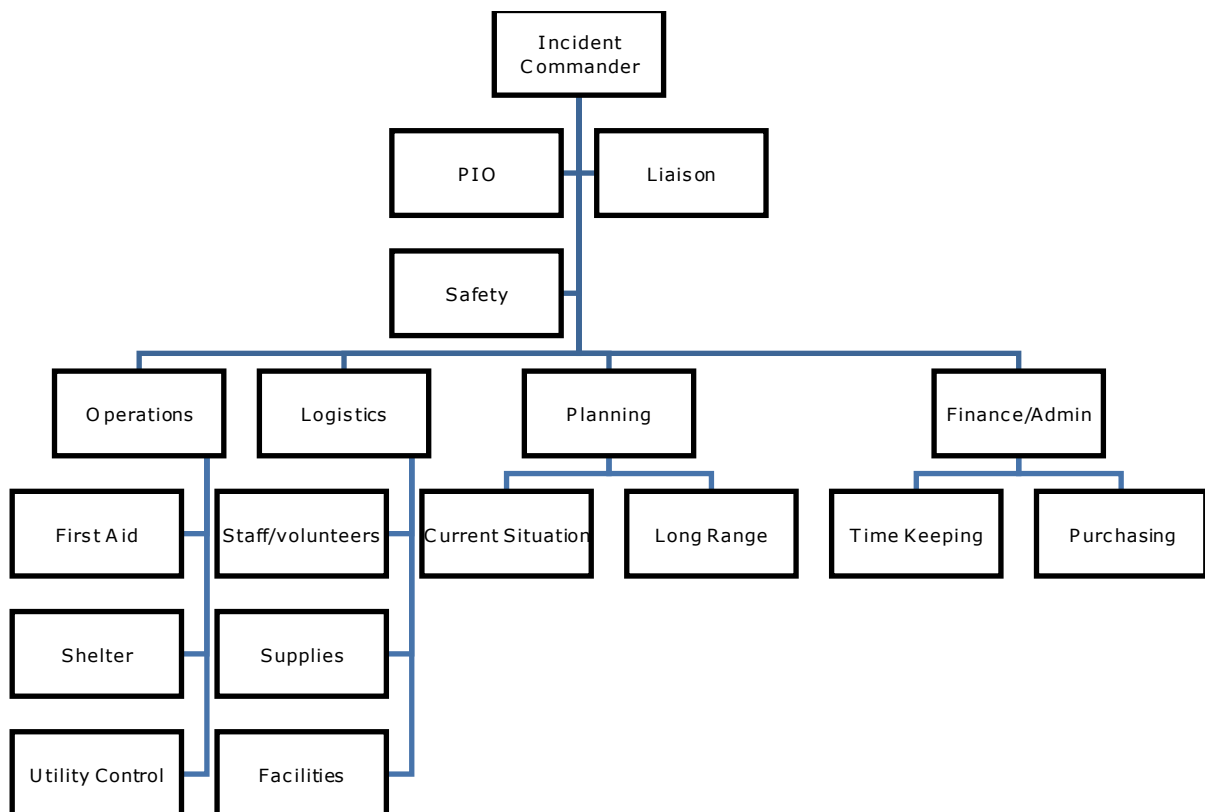 Incident
Commander
PIO
Liaison
Safety
Operations
Logistics
Planning
Finance/Admin
First Aid
Staff/volunteers
Current Situation
Long Range
Time Keeping
Purchasing
Shelter
Supplies
Utility Control
Facilities